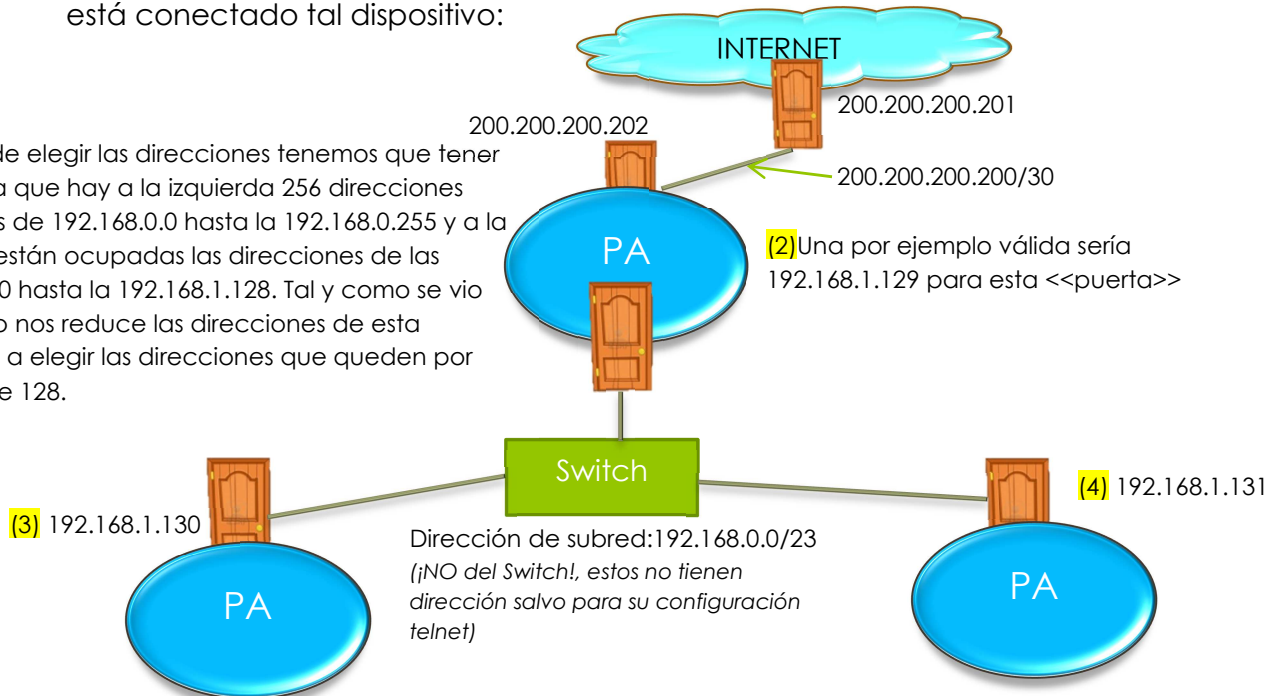 está conectado tal dispositivo:
INTERNET
200.200.200.201
200.200.200.202
de elegir las direcciones tenemos que tener
a que hay a la izquierda 256 direcciones
s de 192.168.0.0 hasta la 192.168.0.255 y a la
están ocupadas las direcciones de las
0 hasta la 192.168.1.128. Tal y como se vio
o nos reduce las direcciones de esta
a elegir las direcciones que queden por
e 128.
200.200.200.200/30
PA
(2)Una por ejemplo válida sería
192.168.1.129 para esta <<puerta>>
Switch
(3) 192.168.1.130
(4) 192.168.1.131
Dirección de subred:192.168.0.0/23
(¡NO del Switch!, estos no tienen
dirección salvo para su configuración
telnet)
PA
PA